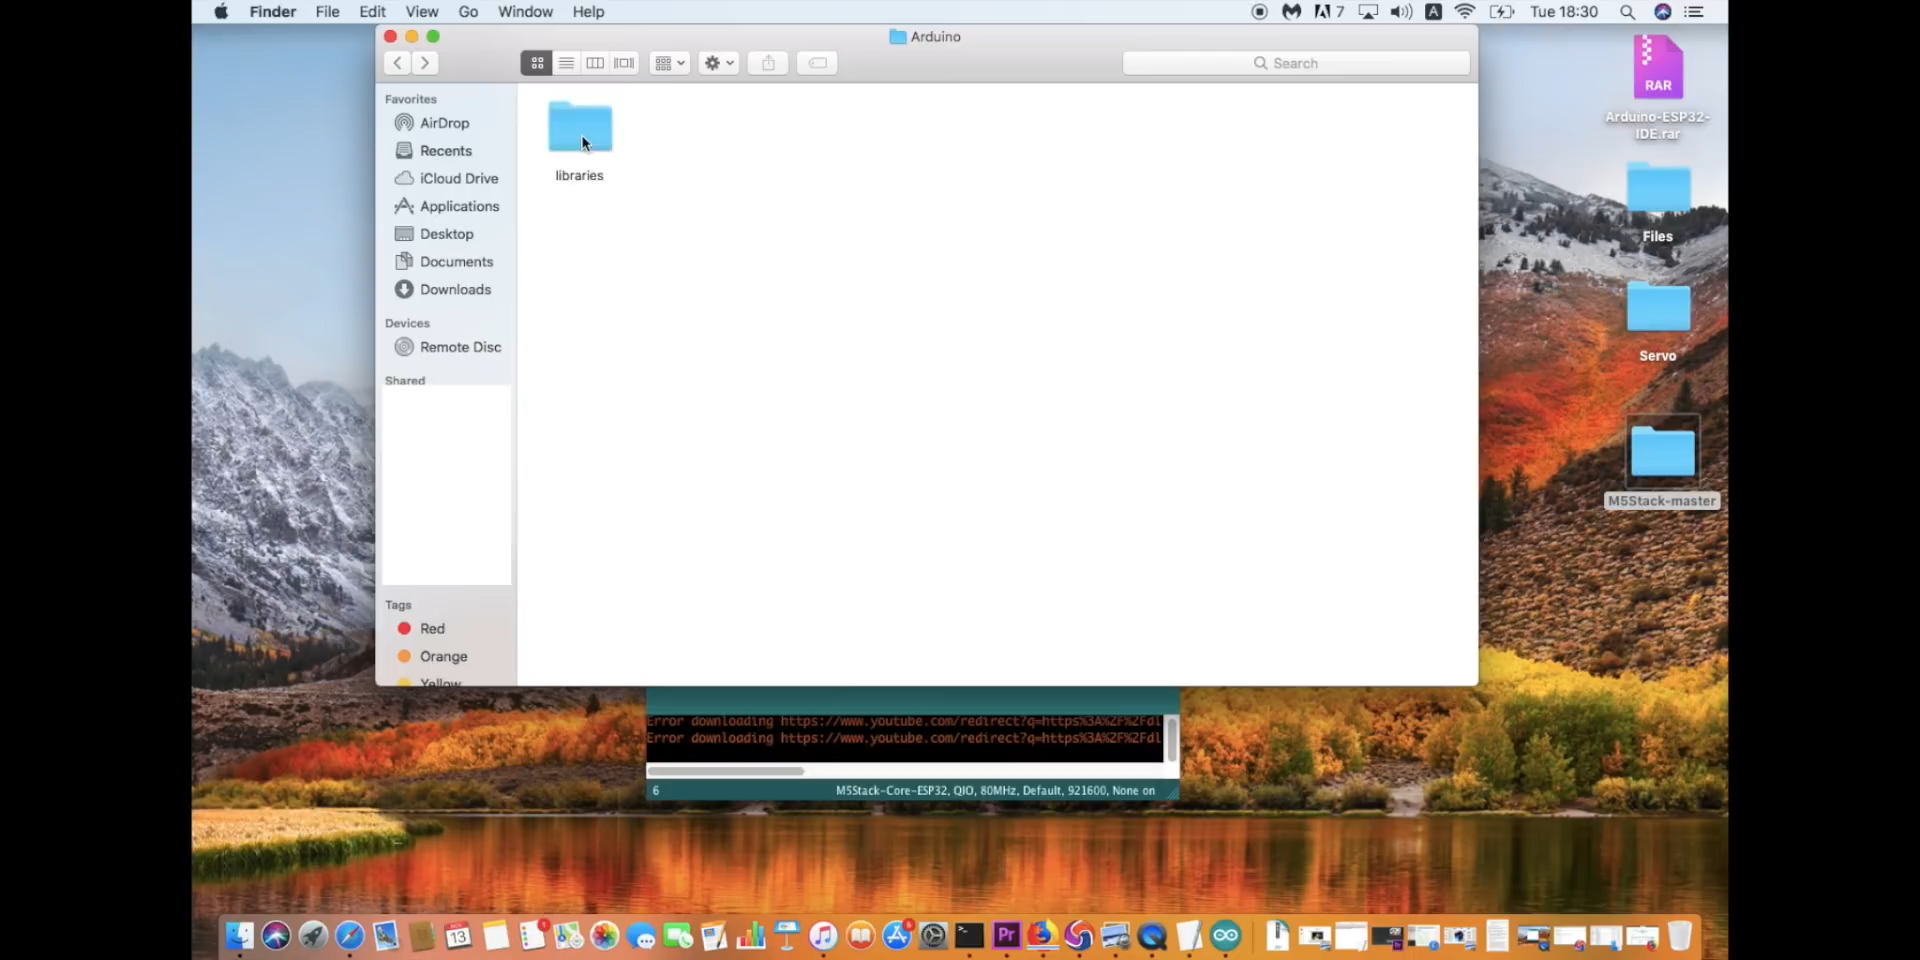 Finder File Edit View Go Window Help
7 A Tue 18:30
Arduino
Search
Favorites
AirDrop
Recents
iCloud Drive
Applications
Desktop
Documents
Downloads
Devices
Remote Disc
Shared
Tags
Red
Orange
Yellow
libraries
RAR
Arduino-ESP32-
IDE.rar
Files
Servo
M5Stack-master
Error downloading https://www.youtube.com/redirect?q=https%3A%2F%2Fdl
Error downloading https://www.youtube.com/redirect?q=https%3A%2F%2Fdl
6 M5Stack-Core-ESP32, QIO, 80MHz, Default, 921600, None on
13
Pr